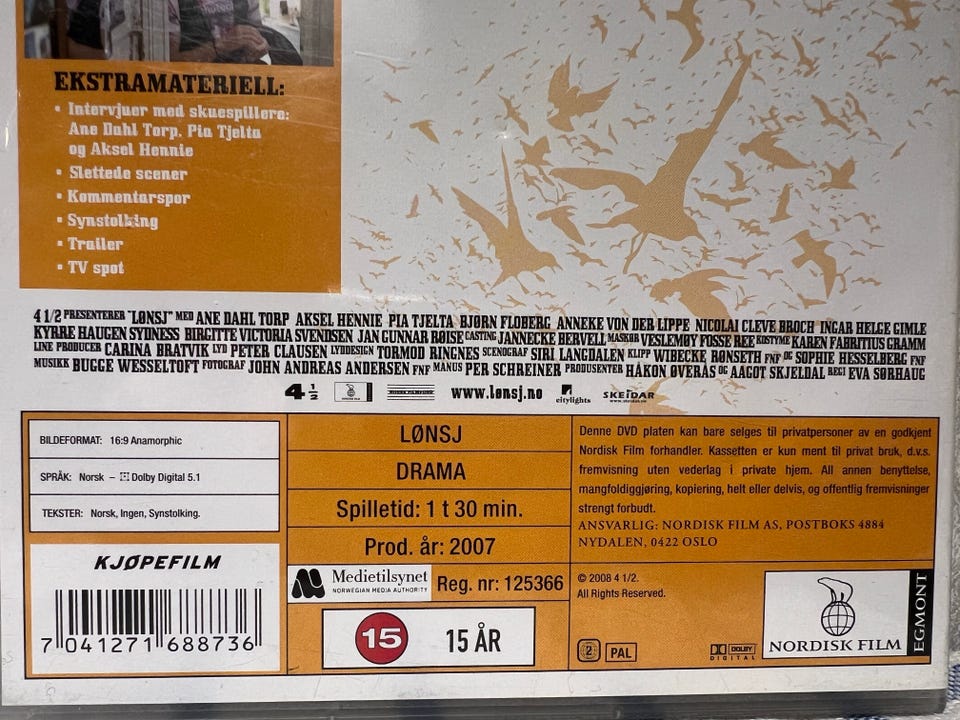 EKSTRAMATERIELL:
• Intervjuer med skuespillere:
Ane Dahl Torp, Pia Tjelta
og Aksel Hennie
• Slettede scener
• Kommentarspor
• Synstolking
• Trailer
• TV spot
4 1/2 PRESENTERER "LØNSJ" MED ANE DAHL TORP AKSEL HENNIE PIA TJELTA BJØRN FLOBERG ANNEKE VON DER LIPPE NICOLAI CLEVE BROCH INGAR HELGE GIMLE
KYRRE HAUGEN SYDNESS BIRGITTE VICTORIA SVENDSEN JAN GUNNAR RØISE CASTING JANNECKE BERVELL MASKØR VESLEMØY FOSSE REE KOSTYME KAREN FABRITIUS GRAMM
LINE PRODUCER CARINA BRATVIK LYD PETER CLAUSEN LYDDESIGN TORMOD RINGNES SCENOGRAF SIRI LANGDALEN KLIPP WIBECKE RØNSETH FNF OG SOPHIE HESSELBERG FNF
MUSIKK BUGGE WESSELTOFT FOTOGRAF JOHN ANDREAS ANDERSEN FNF MANUS PER SCHREINER PRODUSENTER HÅKON ØVERÅS OG AAGOT SKJELDAL REGI EVA SØRHAUG
4 1/2 www.lønsj.no citylights SKEIDAR
BILDEFORMAT: 16:9 Anamorphic
SPRÅK: Norsk – Dolby Digital 5.1
TEKSTER: Norsk, Ingen, Synstolking.
KJØPEFILM
7 041271 688736
LØNSJ
DRAMA
Spilletid: 1 t 30 min.
Prod. år: 2007
Medietilsynet
NORWEGIAN MEDIA AUTHORITY
Reg. nr: 125366
15 15 ÅR
Denne DVD platen kan bare selges til privatpersoner av en godkjent
Nordisk Film forhandler. Kassetten er kun ment til privat bruk, d.v.s.
fremvisning uten vederlag i private hjem. All annen benyttelse,
mangfoldiggjøring, kopiering, helt eller delvis, og offentlig fremvisninger
strengt forbudt.
ANSVARLIG: NORDISK FILM AS, POSTBOKS 4884
NYDALEN, 0422 OSLO
© 2008 4 1/2.
All Rights Reserved.
2 PAL
DOLBY
DIGITAL
NORDISK FILM
EGMONT